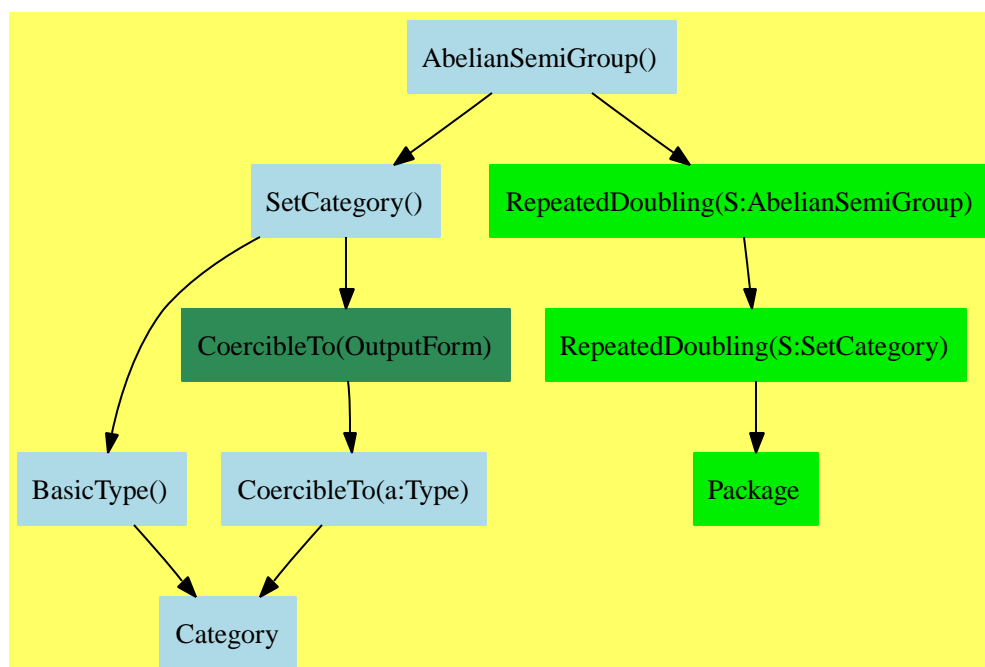 AbelianSemiGroup()
SetCategory()
RepeatedDoubling(S:AbelianSemiGroup)
CoercibleTo(OutputForm)
RepeatedDoubling(S:SetCategory)
BasicType()
CoercibleTo(a:Type)
Package
Category